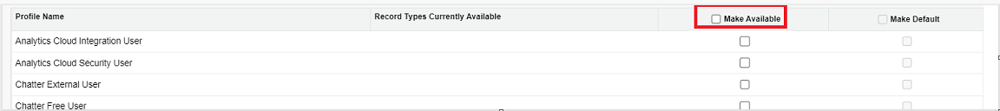 Profile Name Record Types Currently Available Make Available Make Default
Analytics Cloud Integration User
Analytics Cloud Security User
Chatter External User
Chatter Free User